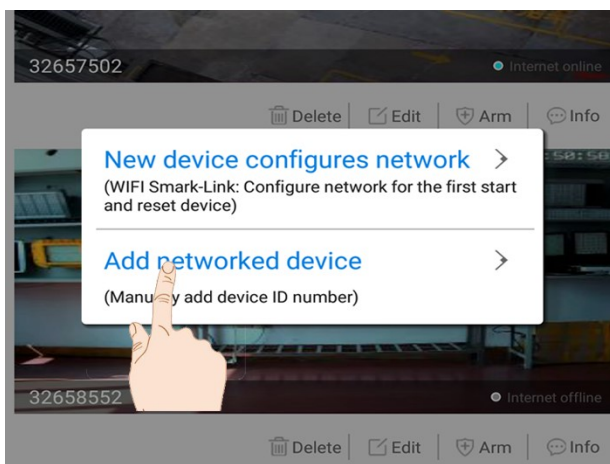 32657502
Internet online
Delete Edit Arm Info
New device configures network
(WIFI Smark-Link: Configure network for the first start
and reset device)
Add networked device
add device ID number)
32658552
Internet offline
Delete Edit Arm Info